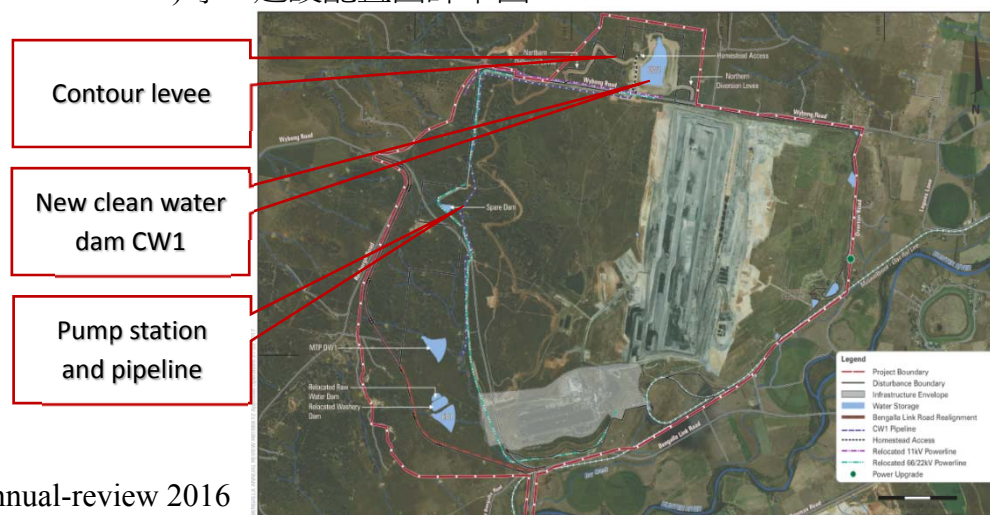 Contour levee
New clean water
dam CW1
Pump station
and pipeline
nnual-review 2016
Northern
Homestead Access
Wybong Road
Northern
Diversion Levee
Wybong Road
Wybong Road
Spare Dam
MTP DW1
Relocated Raw
Water Dam
Relocated Washery
Dam
Bengalla Link Road
N
Legend
Project Boundary
Disturbance Boundary
Infrastructure Envelope
Water Storage
Bengalla Link Road Realignment
CW1 Pipeline
Homestead Access
Relocated 11kV Powerline
Relocated 66/22kV Powerline
Power Upgrade